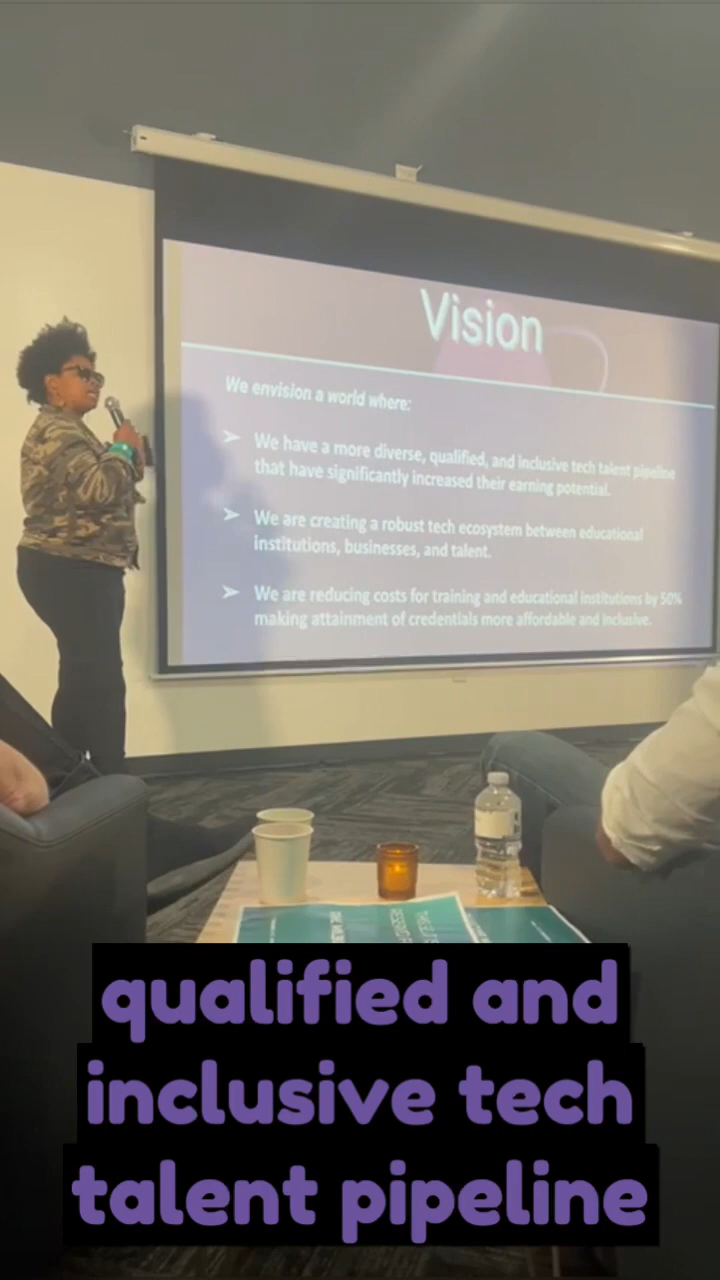 Vision
We envision a world where:
We have a more diverse, qualified, and inclusive tech talent pipeline
that have significantly increased their earning potential.
We are creating a robust tech ecosystem between educational
institutions, businesses, and talent.
We are reducing costs for training and educational institutions by 50%
making attainment of credentials more affordable and inclusive.
qualified and
inclusive tech
talent pipeline